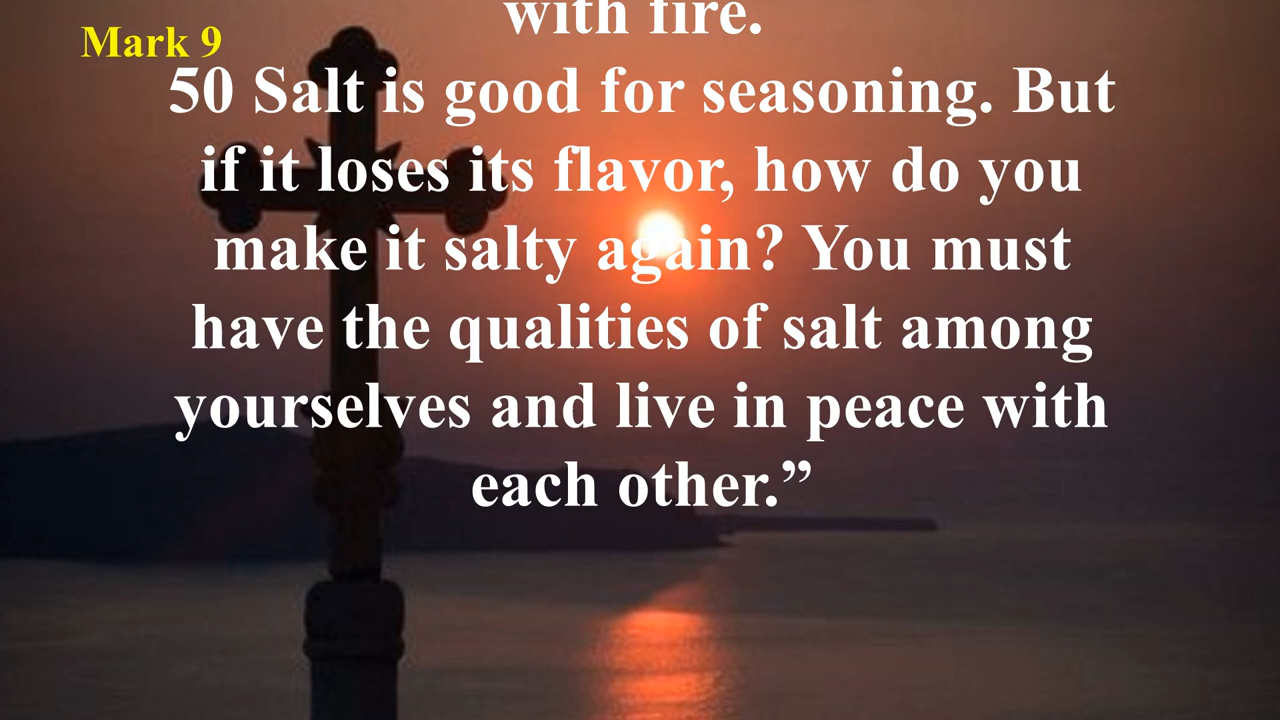 with fire.
Mark 9
50 Salt is good for seasoning. But
if it loses its flavor, how do you
make it salty again? You must
have the qualities of salt among
yourselves and live in peace with
each other.”